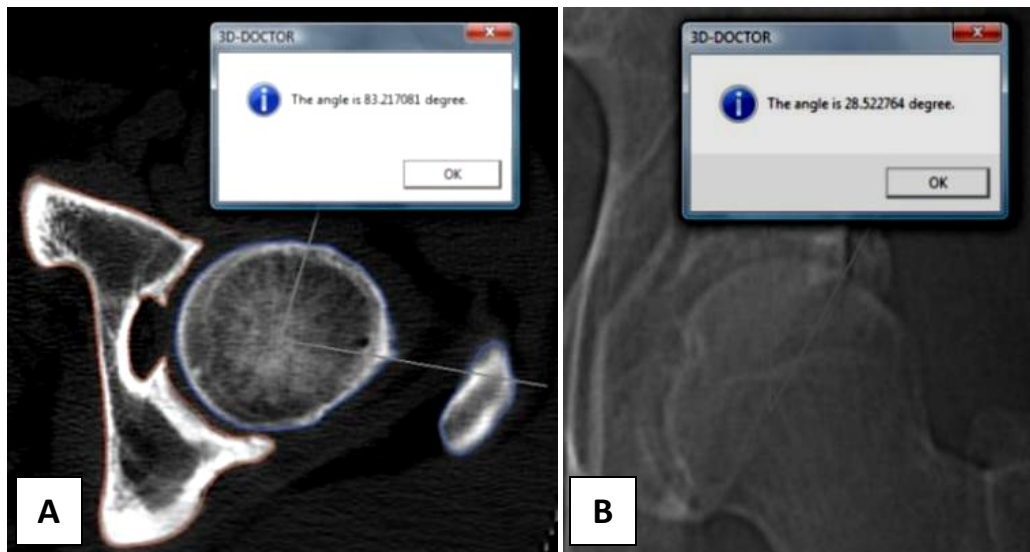 3D-DOCTOR
The angle is 83.217081 degree.
OK
A
3D-DOCTOR
The angle is 28.522764 degree.
OK
B